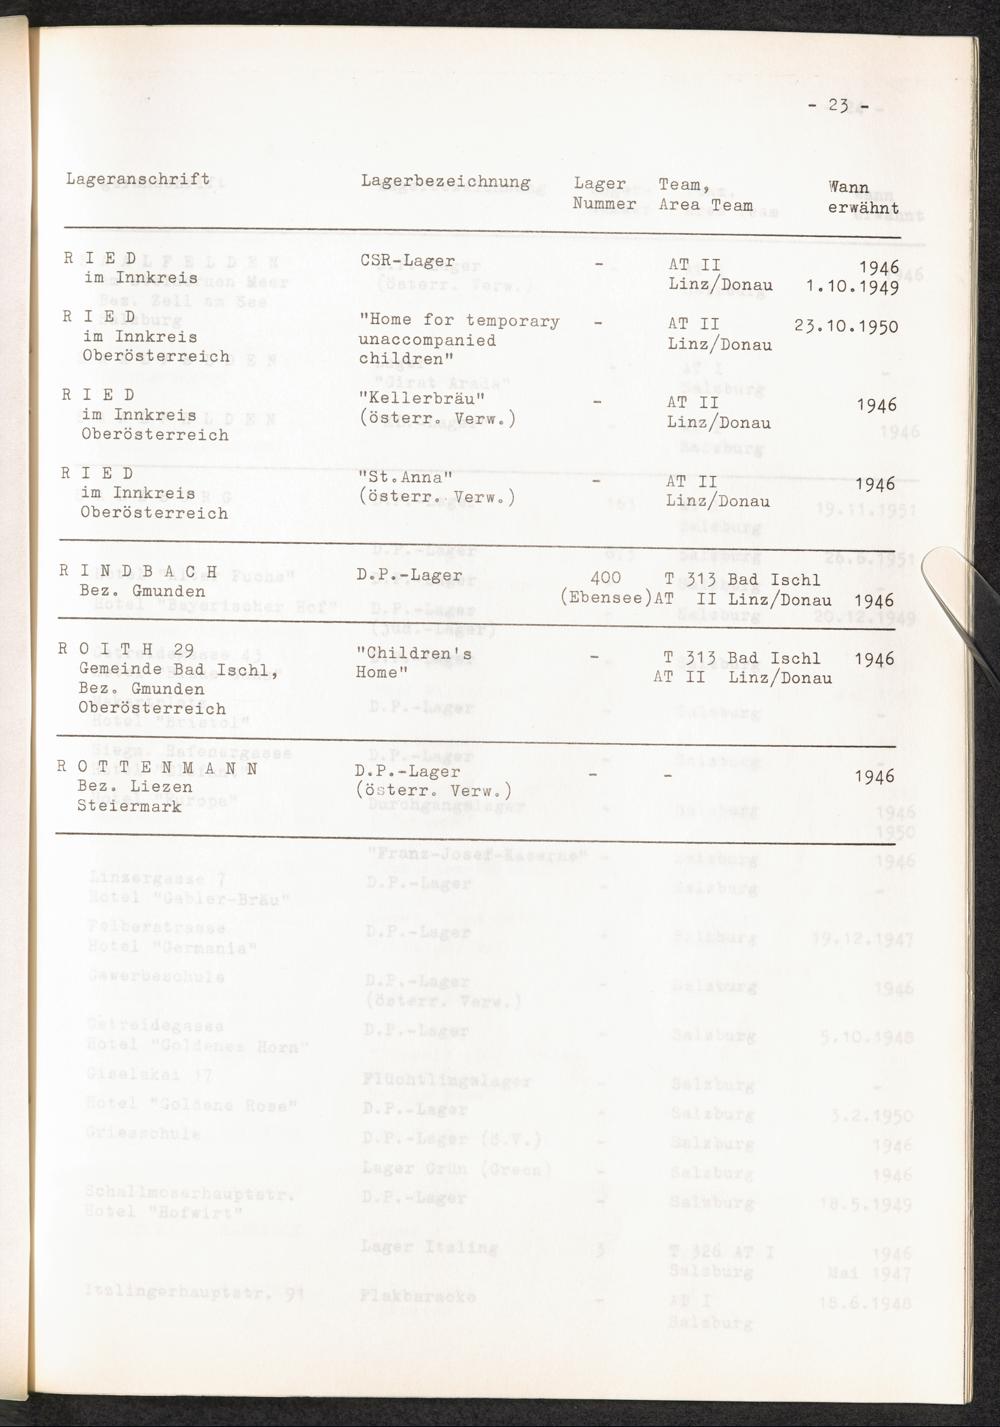 - 23 -
Lageranschrift Lagerbezeichnung Lager Team, Wann
Nummer Area Team erwähnt
R I E D CSR-Lager - AT II 1946
im Innkreis Linz/Donau 1.10.1949
R I E D "Home for temporary - AT II 23.10.1950
im Innkreis unaccompanied Linz/Donau
Oberösterreich children"
R I E D "Kellerbräu" - AT II 1946
im Innkreis (österr. Verw.) Linz/Donau
Oberösterreich
R I E D "St.Anna" - AT II 1946
im Innkreis (österr. Verw.) Linz/Donau
Oberösterreich
R I N D B A C H D.P.-Lager 400 T 313 Bad Ischl
Bez. Gmunden (Ebensee) AT II Linz/Donau 1946
R O I T H 29 "Children's - T 313 Bad Ischl 1946
Gemeinde Bad Ischl, Home" AT II Linz/Donau
Bez. Gmunden
Oberösterreich
R O T T E N M A N N D.P.-Lager - - 1946
Bez. Liezen (österr. Verw.)
Steiermark